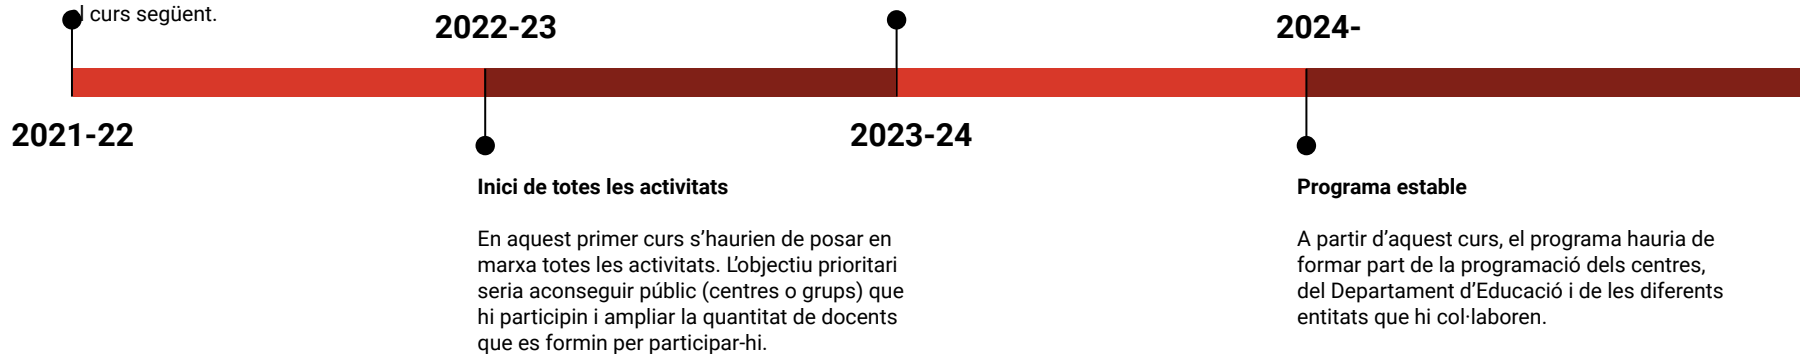 curs següent.
2022-23
2024-
2021-22
2023-24
Inici de totes les activitats
En aquest primer curs s’haurien de posar en
marxa totes les activitats. L’objectiu prioritari
seria aconseguir públic (centres o grups) que
hi participin i ampliar la quantitat de docents
que es formin per participar-hi.
Programa estable
A partir d’aquest curs, el programa hauria de
formar part de la programació dels centres,
del Departament d’Educació i de les diferents
entitats que hi col·laboren.